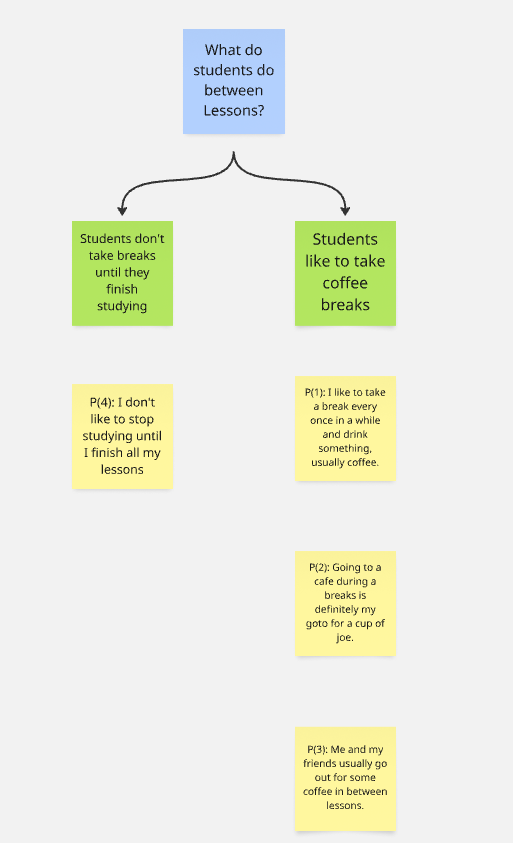 What do
students do
between
Lessons?
Students don't
take breaks
until they
finish
studying
Students
like to take
coffee
breaks
P(4): I don't
like to stop
studying until
I finish all my
lessons
P(1): I like to take
a break every
once in a while
and drink
something,
usually coffee.
P(2): Going to a
cafe during a
breaks is
definitely rny
goto for a cup of
joe.
P(3): Me and my
friends usually go
out for some
coffee in between
lessons.